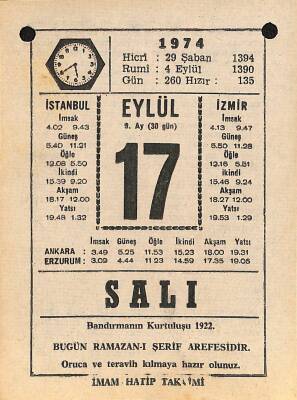 1974
Hicrî : 29 Şaban 1394
Rumi : 4 Eylül 1390
Gün : 260 Hızır : 135
İSTANBUL
İmsak
4.02 9.43
Güneş
5.40 11.21
Öğle
12.08 5.50
İkindi
15.39 9.20
Akşam
18.17 12.00
Yatsı
19.48 1.32
EYLÜL
9. Ay (30 gün)
17
İZMİR
İmsak
4.13 9.47
Güneş
5.50 11.28
Öğle
12.16 5.51
İkindi
15.46 9.24
Akşam
18.27 12.00
Yatsı
19.53 1.29
İmsak Güneş Öğle İkindi Akşam Yatsı
ANKARA : 3.49 5.25 11.53 15.23 18.00 19.31
ERZURUM : 3.02 4.44 11.23 14.59 17.35 19.05
SALI
Bandırmanın Kurtuluşu 1922.
BUGÜN RAMAZAN-I ŞERİF AREFESİDİR.
Oruca ve teravih kılmaya hazır olunuz.
İMAM HATİP TAKVİMİ